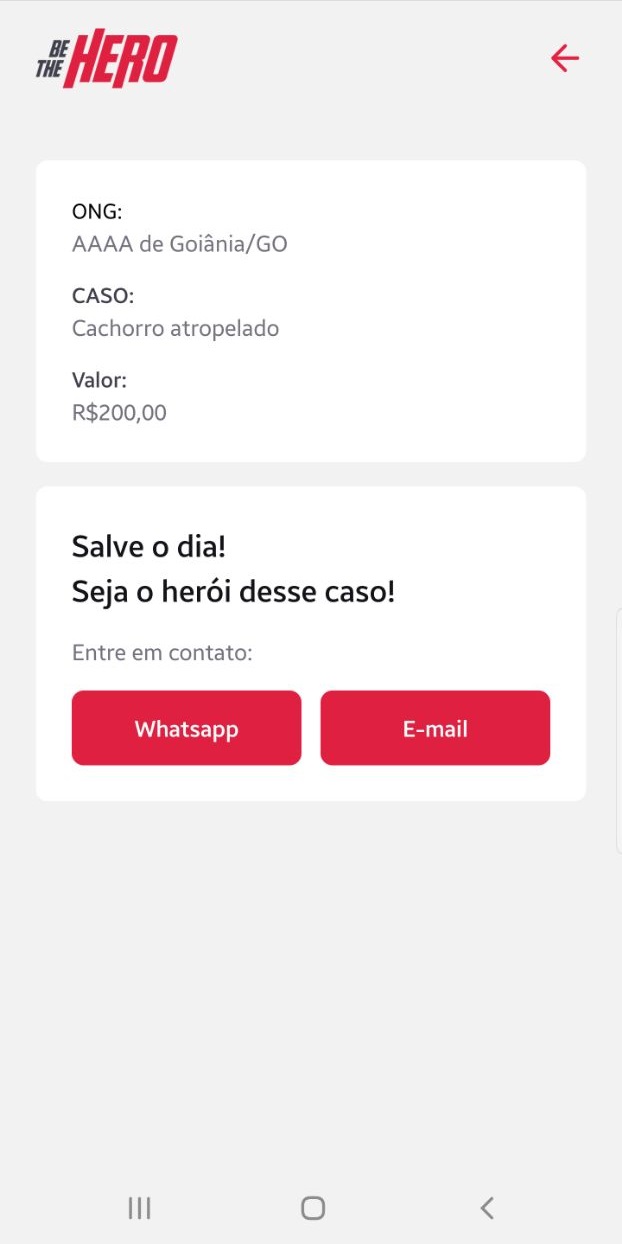 BE
THE HERO
ONG:
AAAA de Goiânia/GO
CASO:
Cachorro atropelado
Valor:
R$200,00
Salve o dia!
Seja o herói desse caso!
Entre em contato:
Whatsapp
E-mail